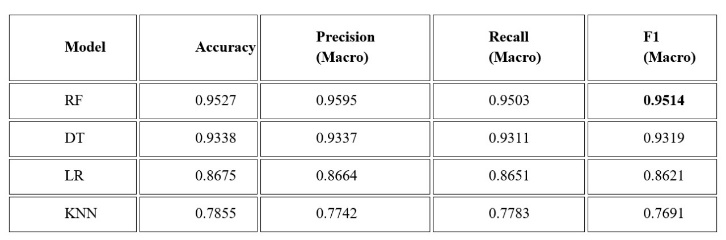 Model Accuracy Precision (Macro) Recall (Macro) F1 (Macro)
RF 0.9527 0.9595 0.9503 0.9514
DT 0.9338 0.9337 0.9311 0.9319
LR 0.8675 0.8664 0.8651 0.8621
KNN 0.7855 0.7742 0.7783 0.7691